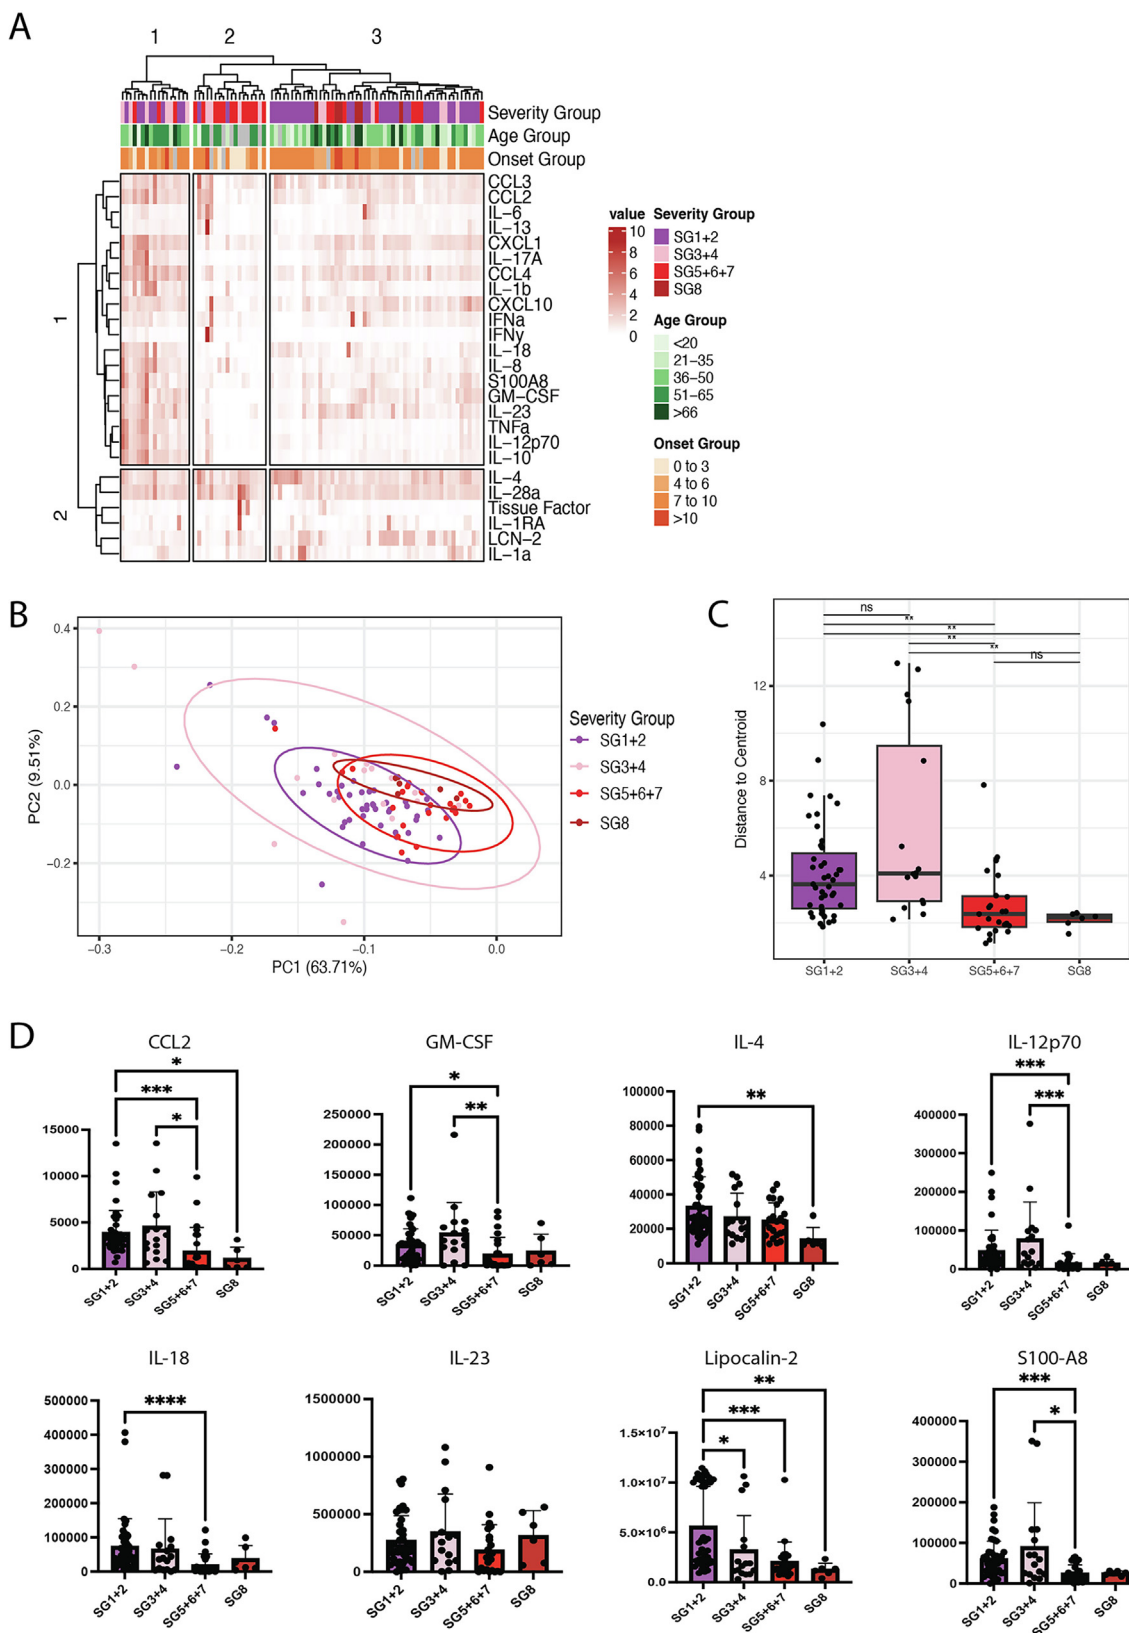 A
1 2 3
Severity Group
Age Group
Onset Group
1
CCL3
CCL2
IL-6
IL-13
CXCL1
IL-17A
CCL4
IL-1b
CXCL10
IFNa
IFNy
IL-18
IL-8
S100A8
GM-CSF
IL-23
TNFa
IL-12p70
IL-10
2
IL-4
IL-28a
Tissue Factor
IL-1RA
LCN-2
IL-1a
value
10
8
6
4
2
0
Severity Group
SG1+2
SG3+4
SG5+6+7
SG8
Age Group
<20
21-35
36-50
51-65
>66
Onset Group
0 to 3
4 to 6
7 to 10
>10
B
PC2 (9.51%)
0.4
0.2
0.0
-0.2
-0.3 -0.2 -0.1 0.0
PC1 (63.71%)
Severity Group
SG1+2
SG3+4
SG5+6+7
SG8
C
Distance to Centroid
12
8
4
ns
**
**
**
**
ns
SG1+2 SG3+4 SG5+6+7 SG8
D
CCL2
*
***
*
15000
10000
5000
0
SG1+2 SG3+4 SG5+6+7 SG8
GM-CSF
*
**
250000
200000
150000
100000
50000
0
SG1+2 SG3+4 SG5+6+7 SG8
IL-4
**
100000
80000
60000
40000
20000
0
SG1+2 SG3+4 SG5+6+7 SG8
IL-12p70
***
***
400000
300000
200000
100000
0
SG1+2 SG3+4 SG5+6+7 SG8
IL-18
****
500000
400000
300000
200000
100000
0
SG1+2 SG3+4 SG5+6+7 SG8
IL-23
1500000
1000000
500000
0
SG1+2 SG3+4 SG5+6+7 SG8
Lipocalin-2
**
***
*
1.5×10⁷
1.0×10⁷
5.0×10⁶
0.0
SG1+2 SG3+4 SG5+6+7 SG8
S100-A8
***
*
400000
300000
200000
100000
0
SG1+2 SG3+4 SG5+6+7 SG8